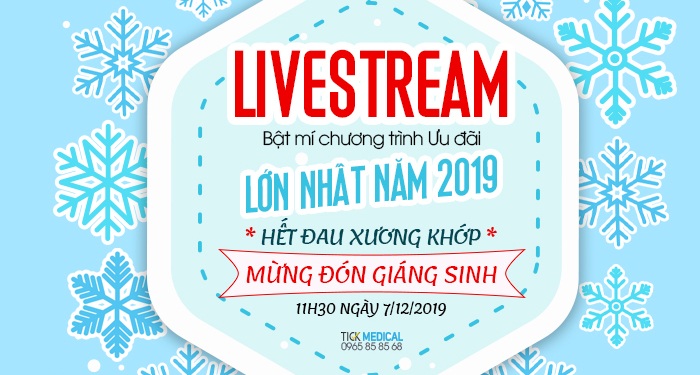 LIVESTREAM
Bật mí chương trình Ưu đãi
LỚN NHẤT NĂM 2019
* HẾT ĐAU XƯƠNG KHỚP *
MỪNG ĐÓN GIÁNG SINH
11H30 NGÀY 7/12/2019
TICK MEDICAL
0965 85 85 68